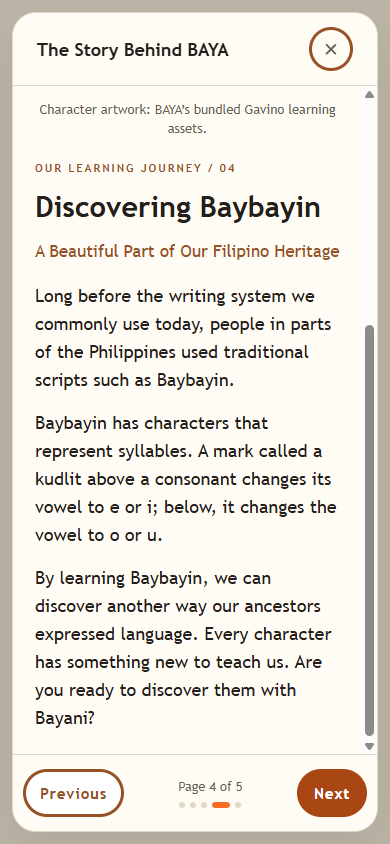 The Story Behind BAYA
Character artwork: BAYA's bundled Gavino learning
assets.
OUR LEARNING JOURNEY / 04
Discovering Baybayin
A Beautiful Part of Our Filipino Heritage
Long before the writing system we
commonly use today, people in parts
of the Philippines used traditional
scripts such as Baybayin.
Baybayin has characters that
represent syllables. A mark called a
kudlit above a consonant changes its
vowel to e or i; below, it changes the
vowel to o or u.
By learning Baybayin, we can
discover another way our ancestors
expressed language. Every character
has something new to teach us. Are
you ready to discover them with
Bayani?
Previous
Page 4 of 5
Next